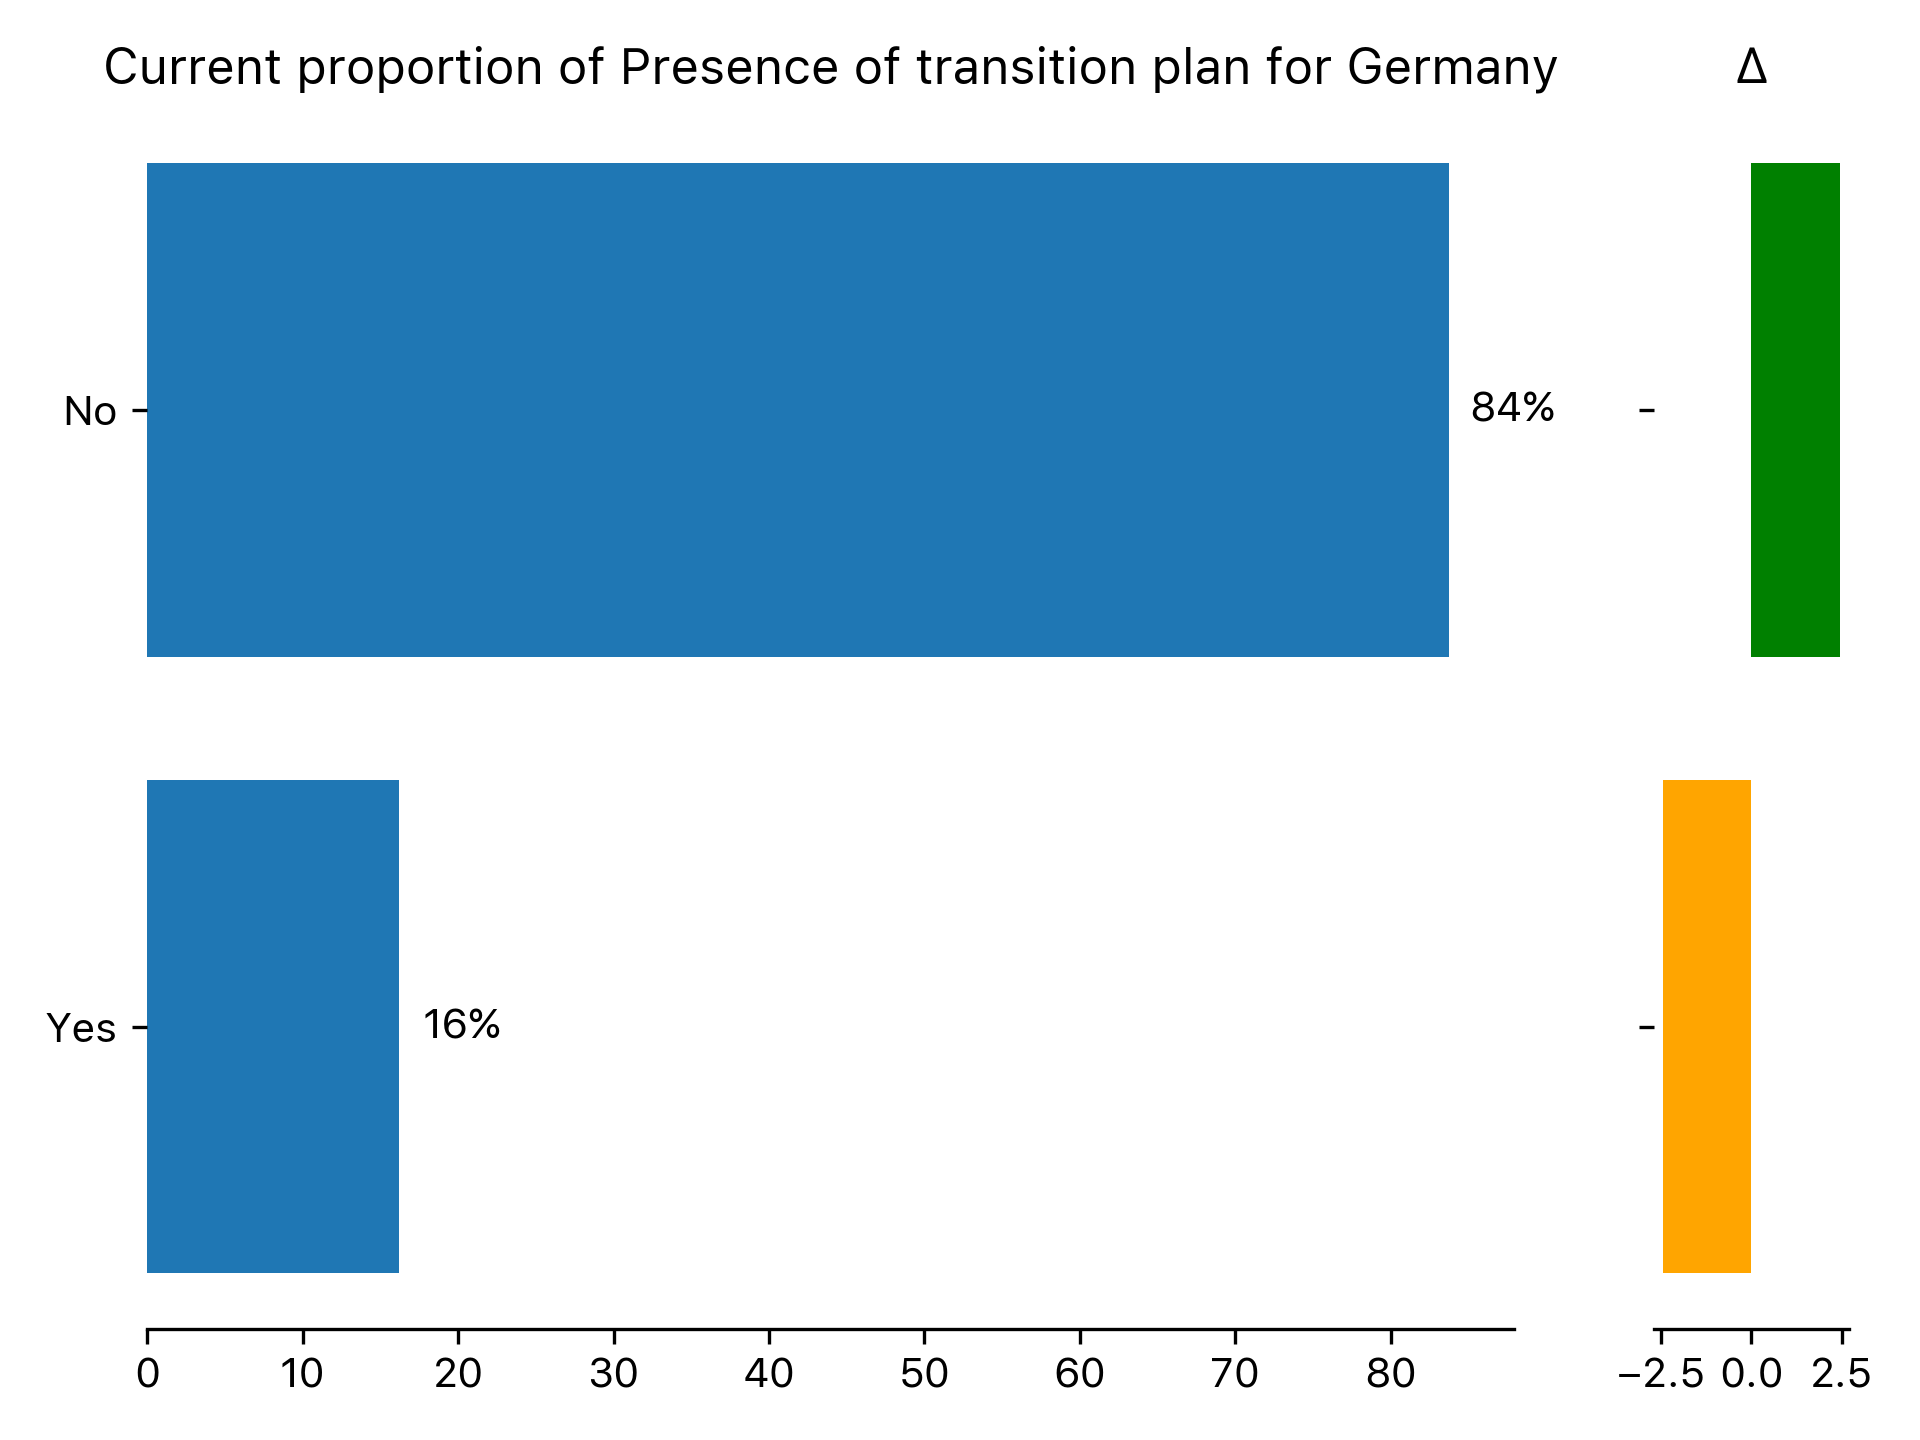 Current proportion of Presence of transition plan for Germany
Δ
No
84%
Yes
16%
0 10 20 30 40 50 60 70 80
−2.5 0.0 2.5